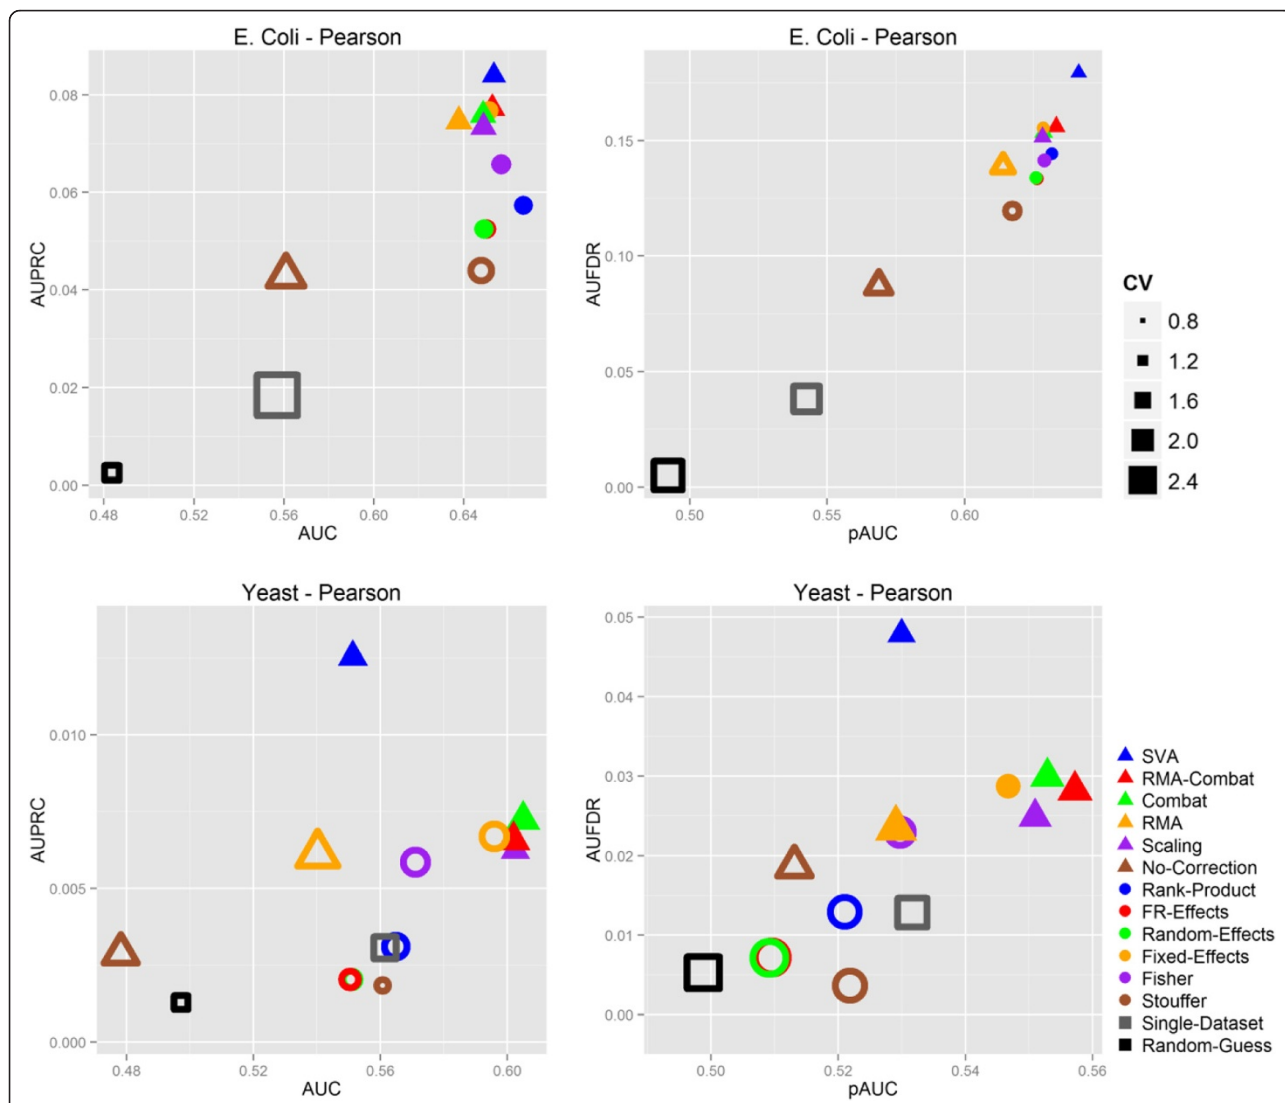 E. Coli - Pearson
AUPRC
0.08
0.06
0.04
0.02
0.00
0.48
0.52
0.56
0.60
0.64
AUC
E. Coli - Pearson
AUFDR
0.15
0.10
0.05
0.00
0.50
0.55
0.60
pAUC
CV
0.8
1.2
1.6
2.0
2.4
Yeast - Pearson
AUPRC
0.010
0.005
0.000
0.48
0.52
0.56
0.60
AUC
Yeast - Pearson
AUFDR
0.05
0.04
0.03
0.02
0.01
0.00
0.50
0.52
0.54
0.56
pAUC
SVA
RMA-Combat
Combat
RMA
Scaling
No-Correction
Rank-Product
FR-Effects
Random-Effects
Fixed-Effects
Fisher
Stouffer
Single-Dataset
Random-Guess